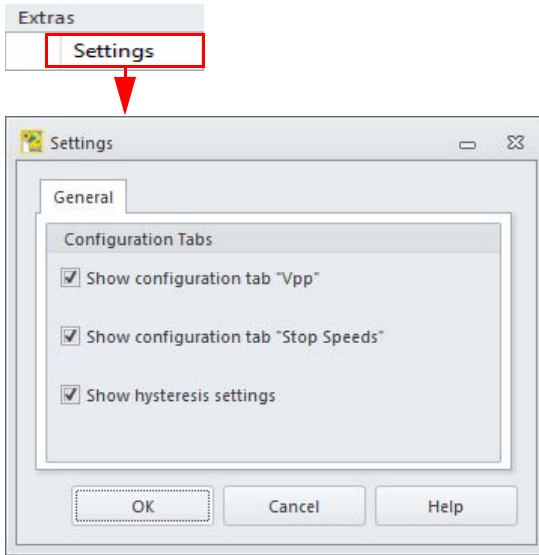 Extras
Settings
Settings
General
Configuration Tabs
Show configuration tab "Vpp"
Show configuration tab "Stop Speeds"
Show hysteresis settings
OK Cancel Help